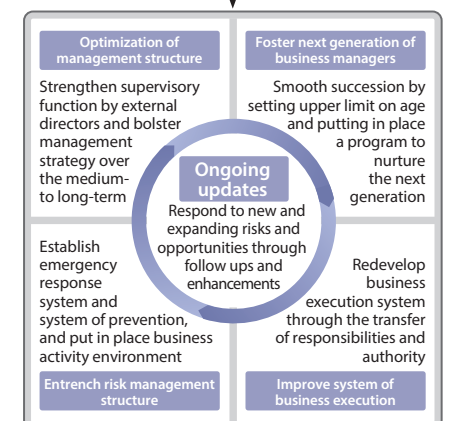 Optimization of
management structure
Strengthen supervisory
function by external
directors and bolster
management
strategy over
the medium-
to long-term
Foster next generation of
business managers
Smooth succession by
setting upper limit on age
and putting in place
a program to
nurture
the next
generation
Ongoing
updates
Respond to new and
expanding risks and
opportunities through
follow ups and
enhancements
Establish
emergency
response
system and
system of prevention,
and put in place business
activity environment
Entrench risk management
structure
Redevelop
business
execution system
through the transfer
of responsibilities and
authority
Improve system of
business execution